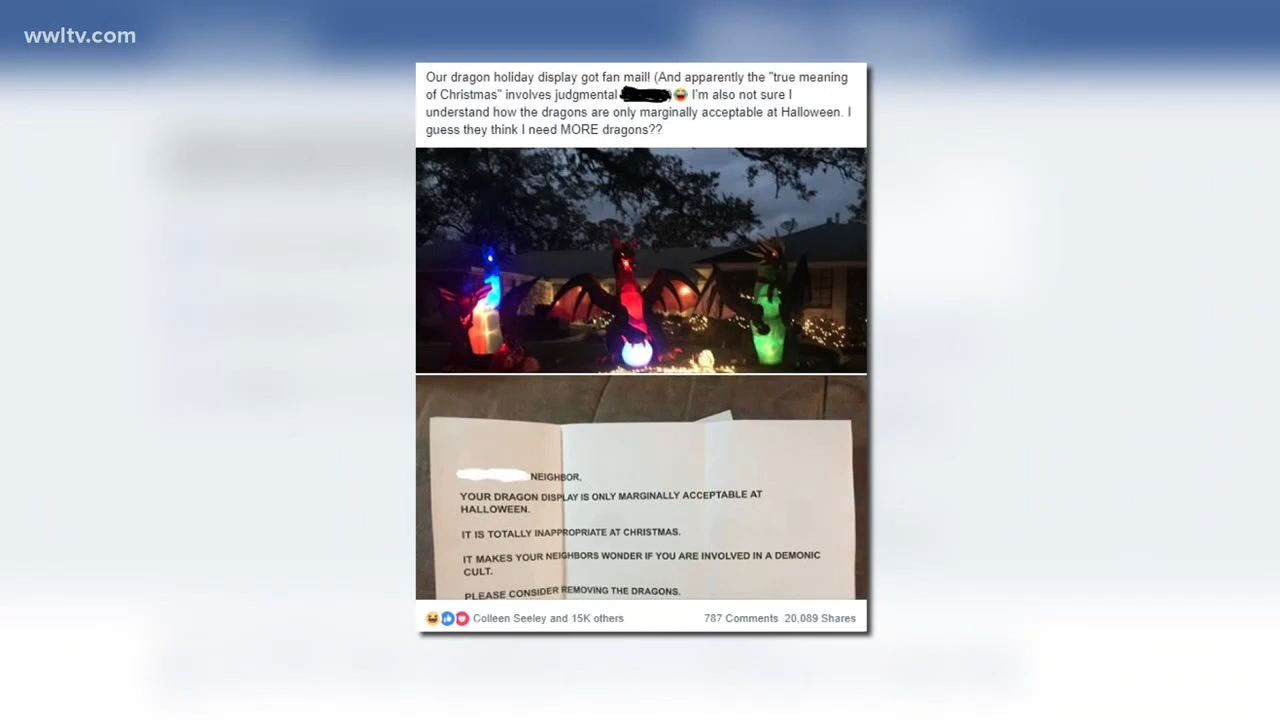 wwltv.com
Our dragon holiday display got fan mail! (And apparently the "true meaning
of Christmas" involves judgmental I'm also not sure I
understand how the dragons are only marginally acceptable at Halloween. I
guess they think I need MORE dragons??
NEIGHBOR,
YOUR DRAGON DISPLAY IS ONLY MARGINALLY ACCEPTABLE AT
HALLOWEEN.
IT IS TOTALLY INAPPROPRIATE AT CHRISTMAS.
IT MAKES YOUR NEIGHBORS WONDER IF YOU ARE INVOLVED IN A DEMONIC
CULT.
PLEASE CONSIDER REMOVING THE DRAGONS.
Colleen Seeley and 15K others 787 Comments 20,089 Shares